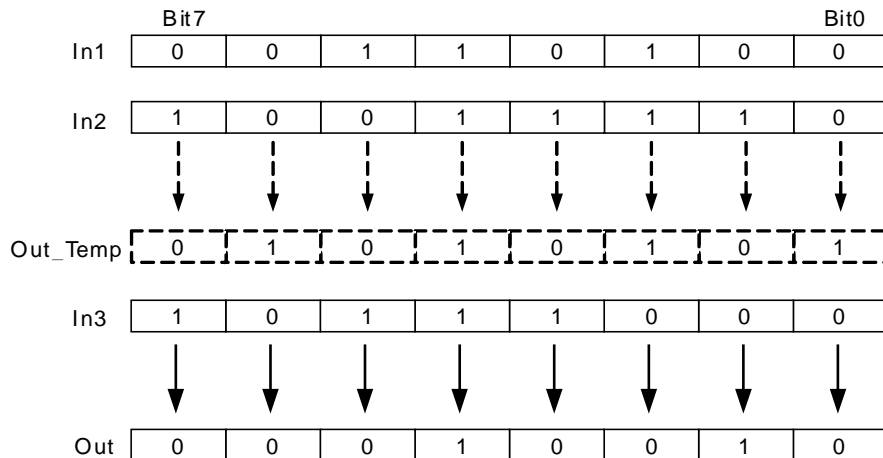 Bit7 Bit0
In1 0 0 1 1 0 1 0 0
In2 1 0 0 1 1 1 1 0
Out_Temp 0 1 0 1 0 1 0 1
In3 1 0 1 1 1 0 0 0
Out 0 0 0 1 0 0 1 0